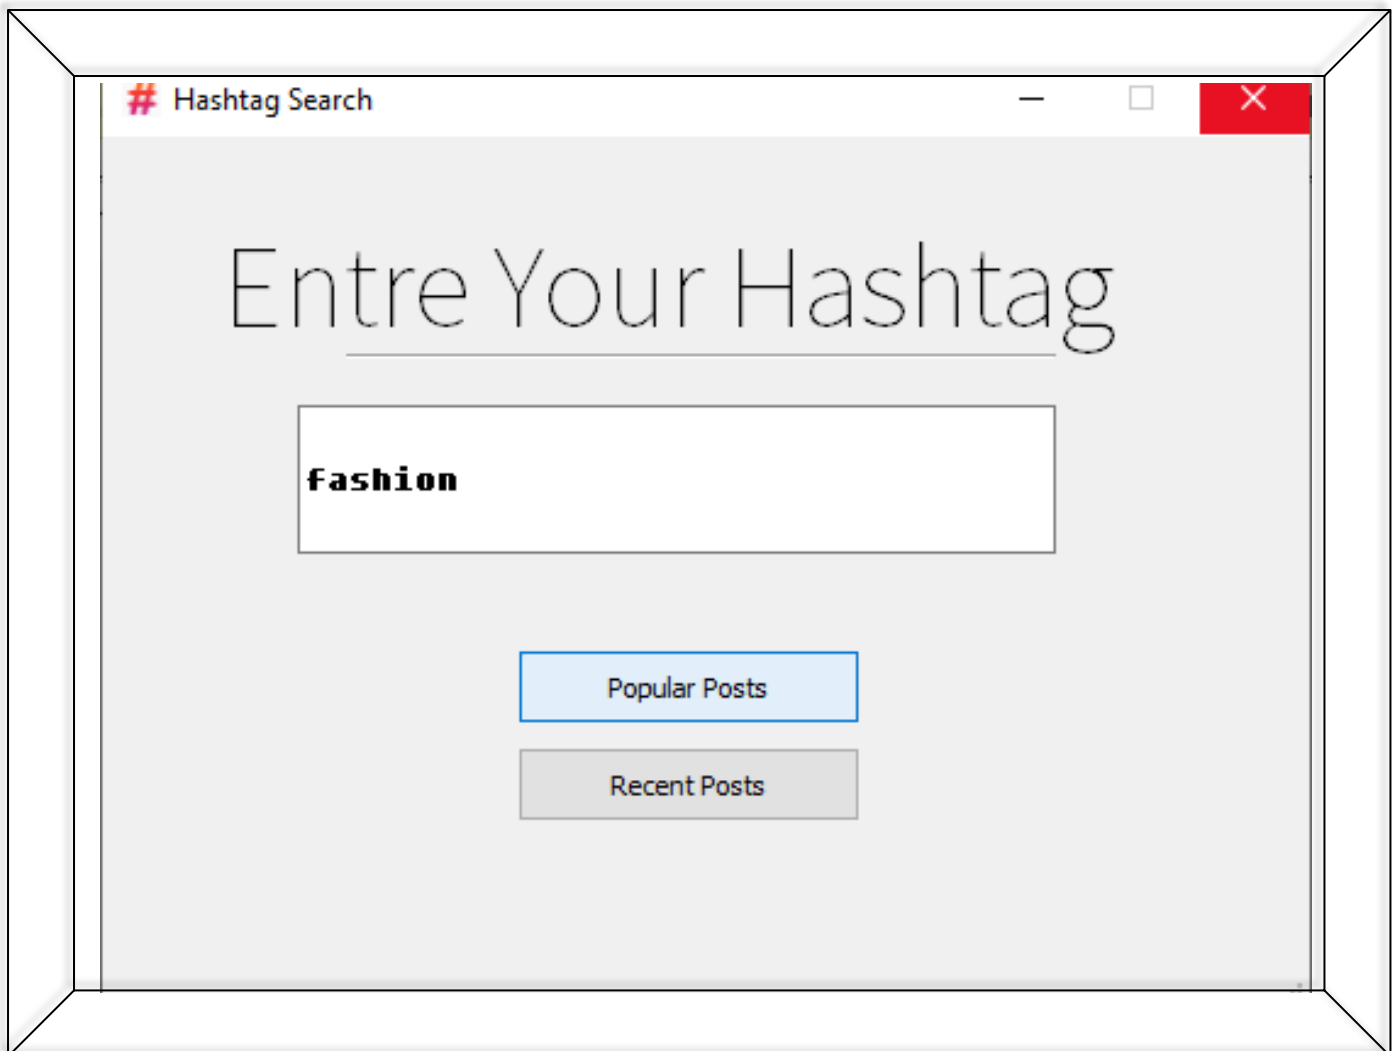 # Hashtag Search
Entre Your Hashtag
fashion
Popular Posts
Recent Posts